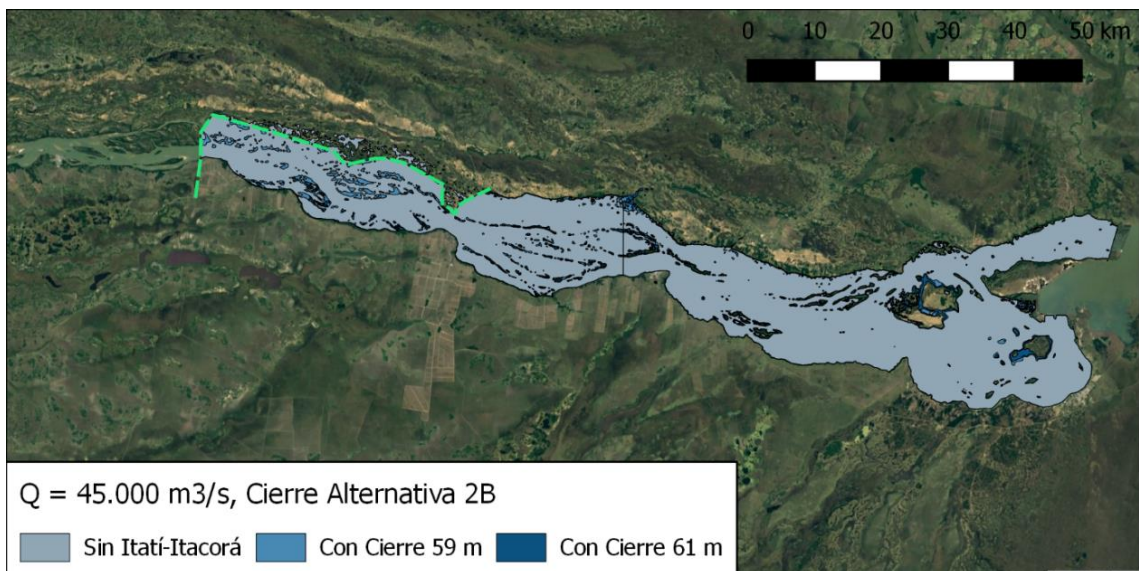 0 10 20 30 40 50 km
Q = 45.000 m3/s, Cierre Alternativa 2B
Sin Itatí-Itacorá Con Cierre 59 m Con Cierre 61 m